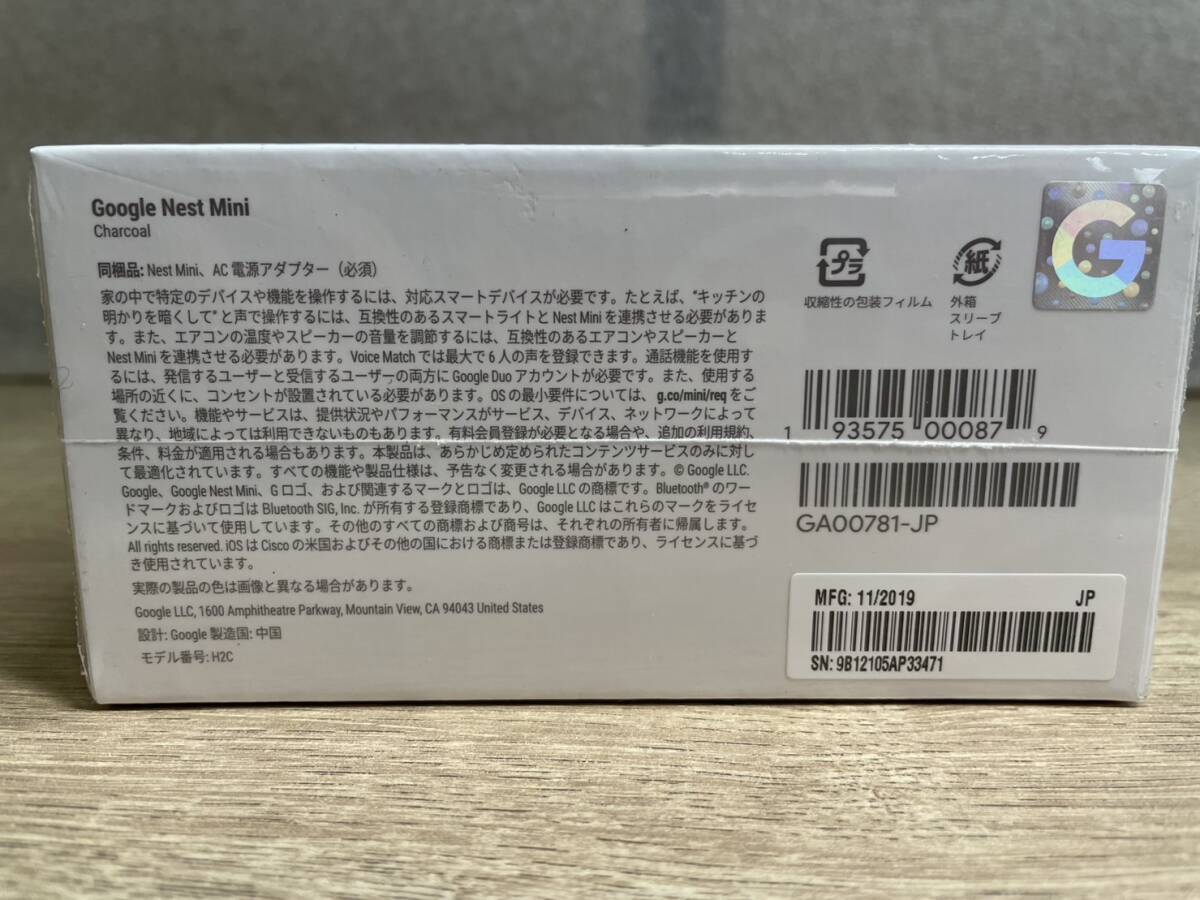 Google Nest Mini
Charcoal
同梱品: Nest Mini、AC 電源アダプター（必須）
家の中で特定のデバイスや機能を操作するには、対応スマートデバイスが必要です。たとえば、“キッチンの
明かりを暗くして” と声で操作するには、互換性のあるスマートライトと Nest Mini を連携させる必要がありま
す。また、エアコンの温度やスピーカーの音量を調節するには、互換性のあるエアコンやスピーカーと
Nest Mini を連携させる必要があります。Voice Match では最大で 6 人の声を登録できます。通話機能を使用す
るには、発信するユーザーと受信するユーザーの両方に Google Duo アカウントが必要です。また、使用する
場所の近くに、コンセントが設置されている必要があります。OS の最小要件については、g.co/mini/req をご
覧ください。機能やサービスは、提供状況やパフォーマンスがサービス、デバイス、ネットワークによって
異なり、地域によっては利用できないものもあります。有料会員登録が必要となる場合や、追加の利用規約、
条件、料金が適用される場合もあります。本製品は、あらかじめ定められたコンテンツサービスのみに対し
て最適化されています。すべての機能や製品仕様は、予告なく変更される場合があります。© Google LLC.
Google、Google Nest Mini、G ロゴ、および関連するマークとロゴは、Google LLC の商標です。Bluetooth® のワー
ドマークおよびロゴは Bluetooth SIG, Inc. が所有する登録商標であり、Google LLC はこれらのマークをライセ
ンスに基づいて使用しています。その他のすべての商標および商号は、それぞれの所有者に帰属します。
All rights reserved. iOS は Cisco の米国およびその他の国における商標または登録商標であり、ライセンスに基づ
き使用されています。
実際の製品の色は画像と異なる場合があります。
Google LLC, 1600 Amphitheatre Parkway, Mountain View, CA 94043 United States
設計: Google 製造国: 中国
モデル番号: H2C
プラ
収縮性の包装フィルム
紙
外箱
スリーブ
トレイ
G
1 93575 00087 9
GA00781-JP
MFG: 11/2019 JP
SN: 9B12105AP33471